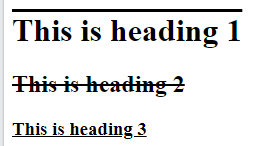 This is heading 1
This is heading 2
This is heading 3